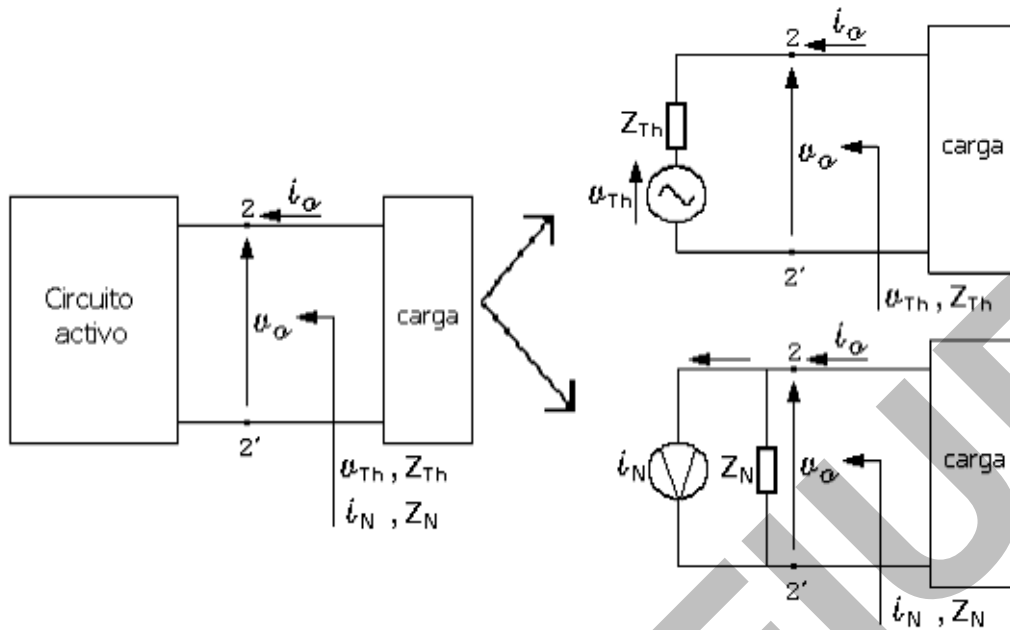 Circuito
activo
2
i_o
v_o
2'
carga
v_Th , Z_Th
i_N , Z_N
2
i_o
Z_Th
v_Th
v_o
2'
carga
v_Th , Z_Th
2
i_o
i_N
Z_N
v_o
2'
carga
i_N , Z_N